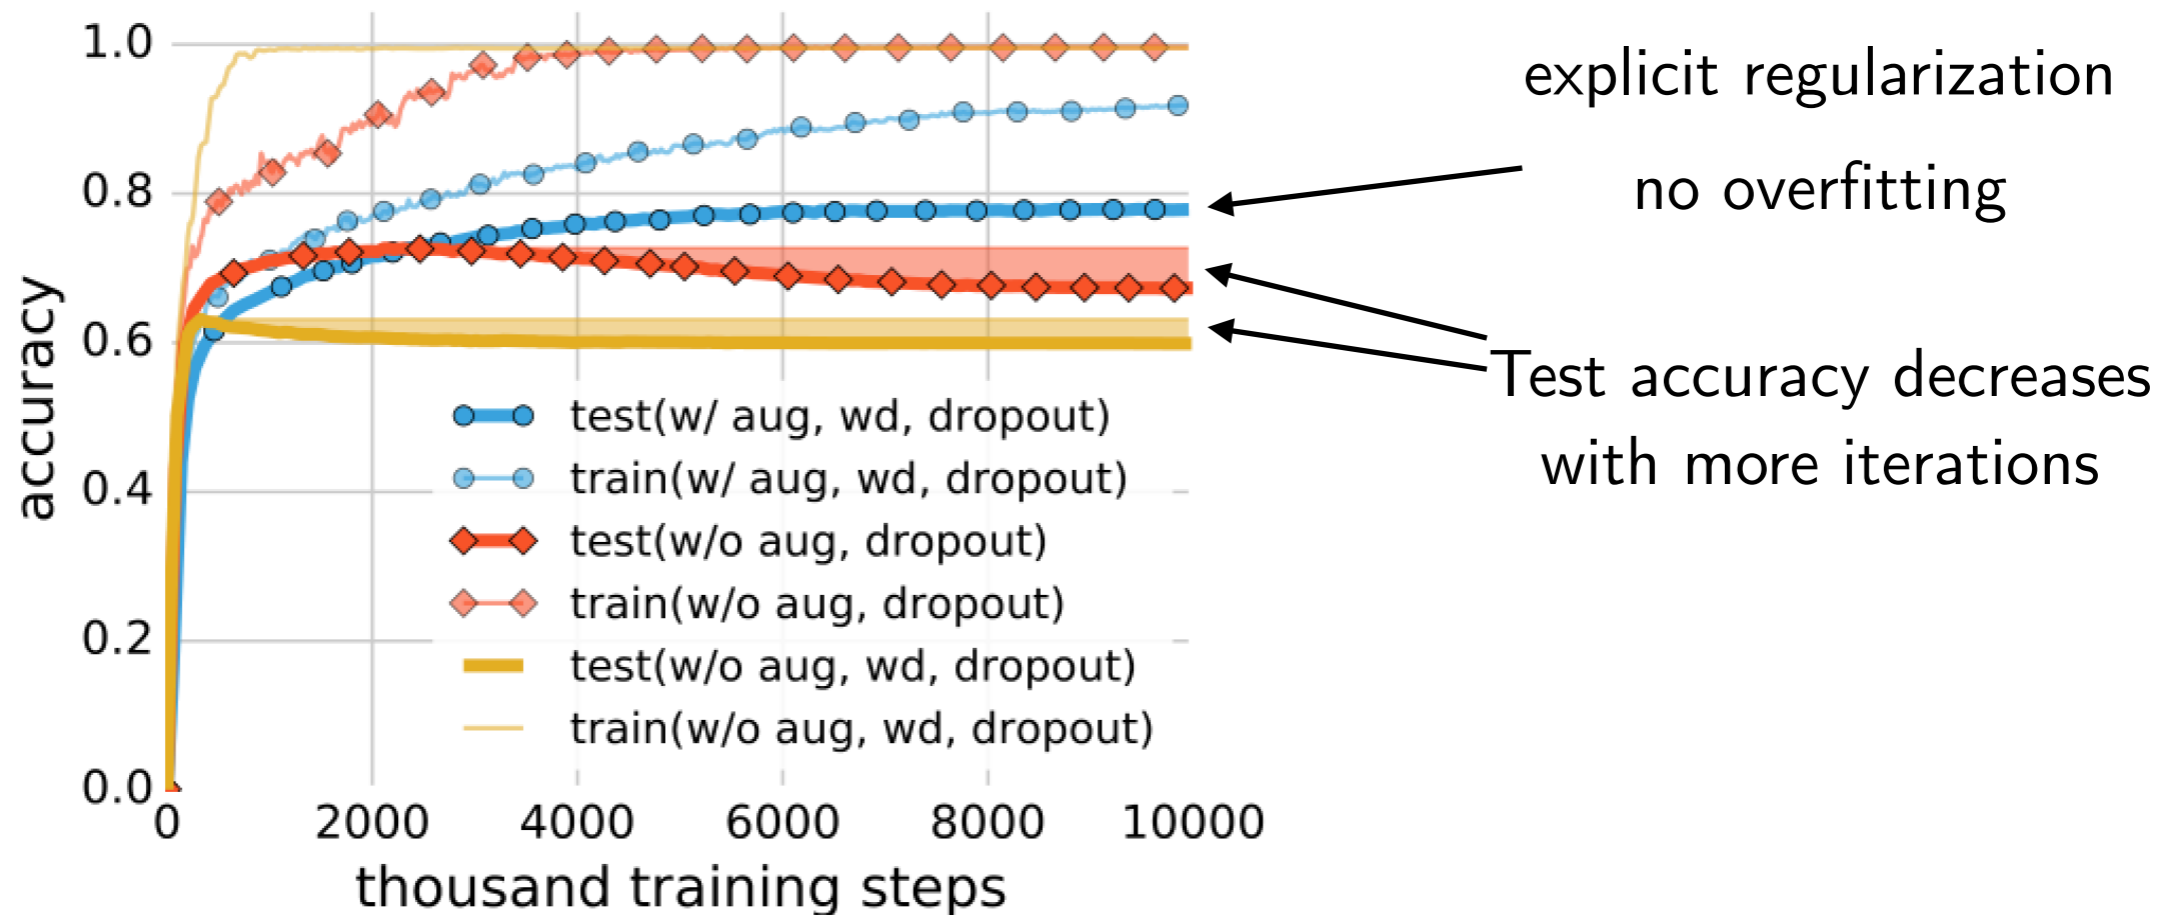 1.0
0.8
0.6
0.4
0.2
0.0
accuracy
0
2000
4000
6000
8000
10000
thousand training steps
test(w/ aug, wd, dropout)
train(w/ aug, wd, dropout)
test(w/o aug, dropout)
train(w/o aug, dropout)
test(w/o aug, wd, dropout)
train(w/o aug, wd, dropout)
explicit regularization
no overfitting
Test accuracy decreases
with more iterations